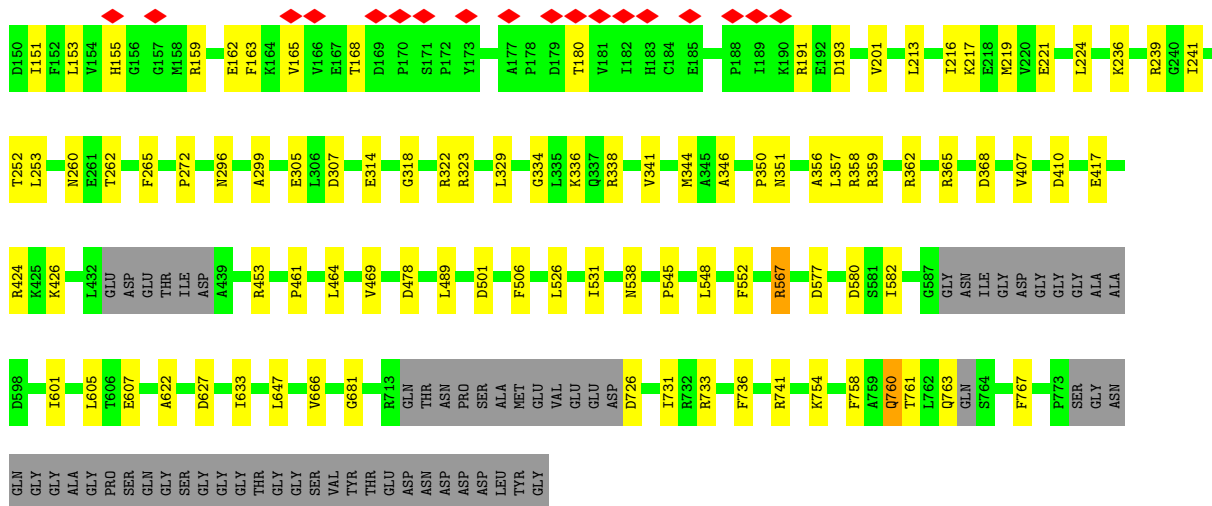 D150 I151 F152 L153 V154 H155 G156 G157 M158 R159 E162 F163 K164 V165 V166 E167 T168 D169 P170 S171 P172 Y173 A177 P178 D179 T180 V181 I182 H183 C184 E185 P188 I189 K190 R191 E192 D193 V201 L213 I216 K217 E218 M219 V220 E221 L224 K236 R239 G240 I241
T252 L253 N260 E261 T262 F265 P272 N296 A299 E305 L306 D307 E314 G318 R322 R323 L329 G334 L335 K336 Q337 R338 V341 M344 A345 A346 P350 N351 A356 L357 R358 R359 R362 R365 D368 V407 D410 E417
R424 K425 K426 L432 GLU ASP GLU THR ILE ASP A439 R453 P461 L464 V469 D478 L489 D501 F506 L526 I531 N538 P545 L548 F552 R567 D577 D580 S581 I582 G587 GLY ASN ILE GLY ASP GLY GLY GLY ALA ALA
D598 I601 L605 T606 E607 A622 D627 I633 L647 V666 G681 R713 GLN THR ASN PRO SER ALA MET GLU VAL GLU GLU ASP D726 I731 R732 R733 F736 R741 K754 F758 A759 Q760 T761 L762 Q763 GLN S764 F767 P773 SER GLY ASN
GLN GLY GLY ALA GLY PRO SER GLN GLY SER GLY GLY GLY THR GLY GLY SER VAL TYR THR GLU ASP ASN ASP ASP ASP LEU TYR GLY